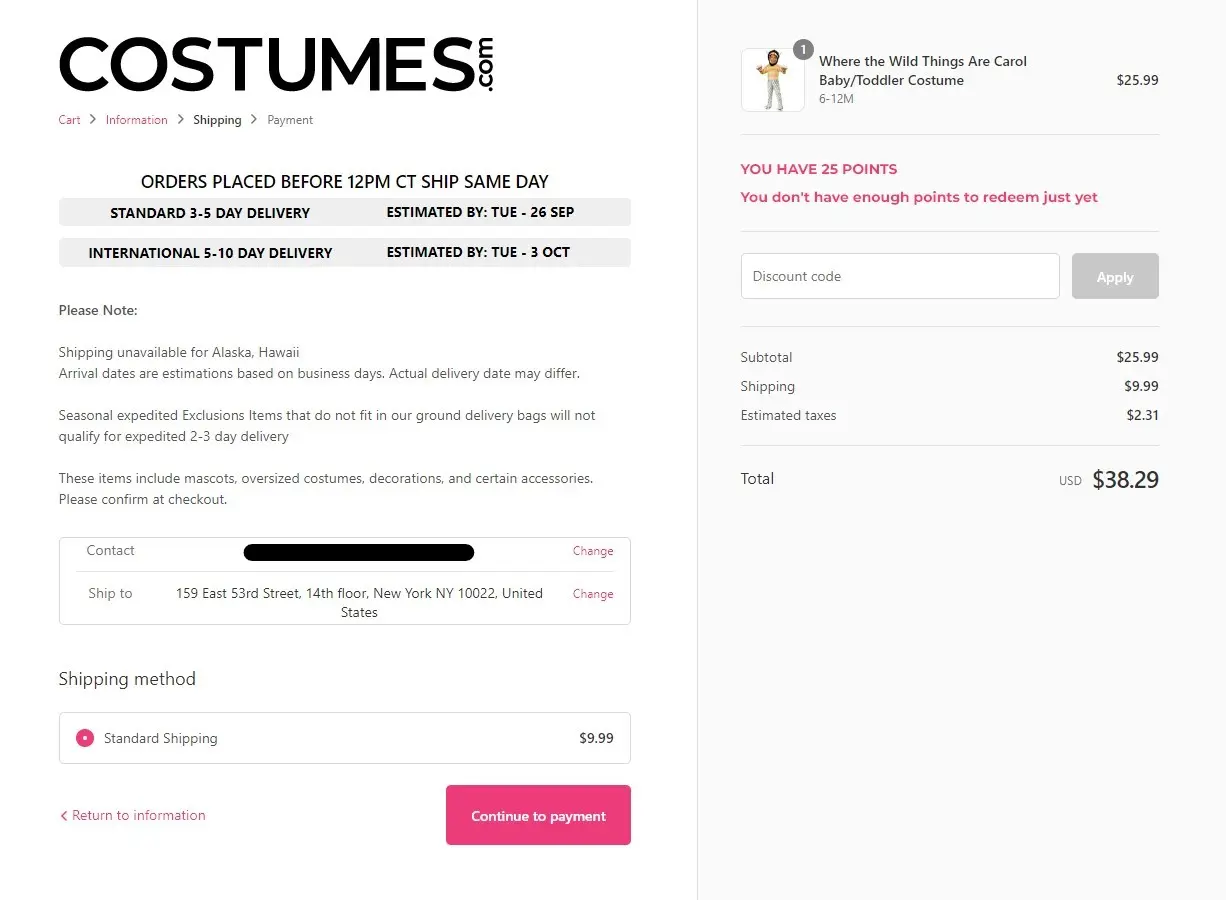 COSTUMES.com
Cart > Information > Shipping > Payment
ORDERS PLACED BEFORE 12PM CT SHIP SAME DAY
STANDARD 3-5 DAY DELIVERY ESTIMATED BY: TUE - 26 SEP
INTERNATIONAL 5-10 DAY DELIVERY ESTIMATED BY: TUE - 3 OCT
Please Note:
Shipping unavailable for Alaska, Hawaii
Arrival dates are estimations based on business days. Actual delivery date may differ.
Seasonal expedited Exclusions Items that do not fit in our ground delivery bags will not
qualify for expedited 2-3 day delivery
These items include mascots, oversized costumes, decorations, and certain accessories.
Please confirm at checkout.
Contact Change
Ship to 159 East 53rd Street, 14th floor, New York NY 10022, United Change
States
Shipping method
Standard Shipping $9.99
< Return to information
Continue to payment
1
Where the Wild Things Are Carol
Baby/Toddler Costume $25.99
6-12M
YOU HAVE 25 POINTS
You don't have enough points to redeem just yet
Discount code Apply
Subtotal $25.99
Shipping $9.99
Estimated taxes $2.31
Total USD $38.29